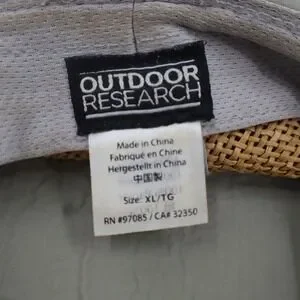 OUTDOOR
RESEARCH
Made in China
Fabriqué en Chine
Hergestellt in China
中国製
Size: XL/TG
RN #97085 / CA# 32350